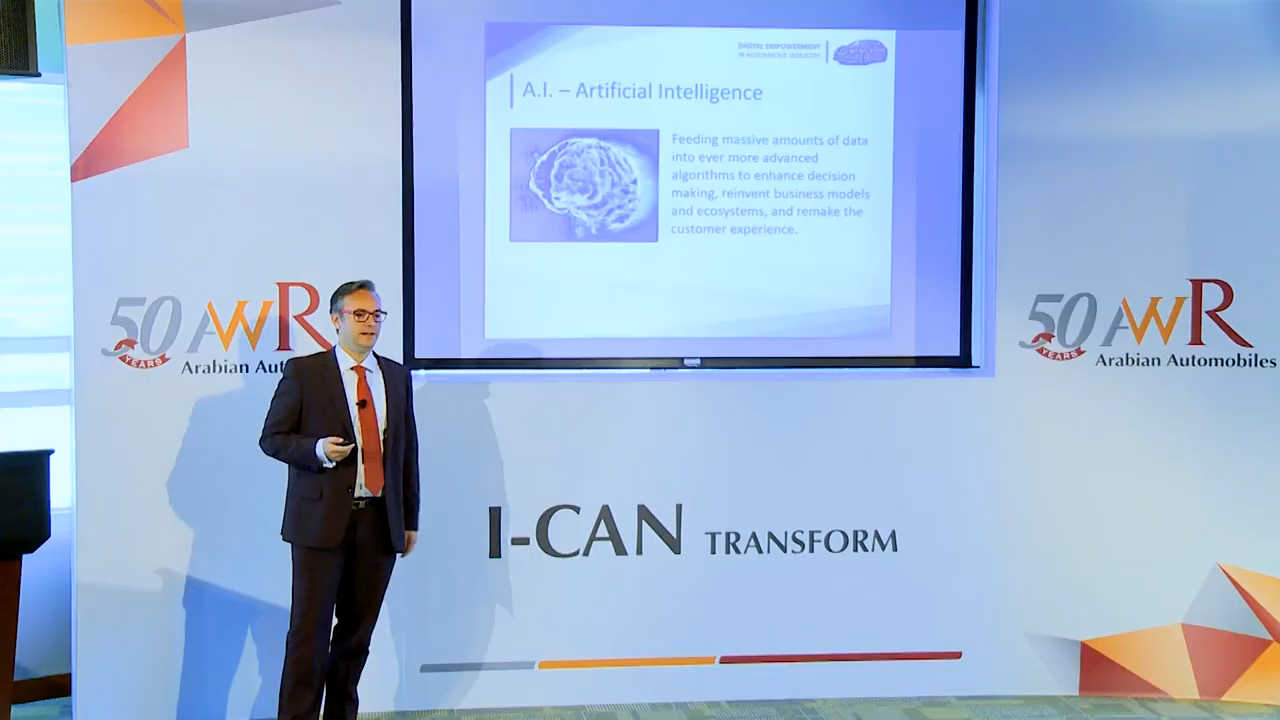 DIGITAL EMPOWERMENT
IN AUTOMOTIVE INDUSTRY
A.I. – Artificial Intelligence
Feeding massive amounts of data
into ever more advanced
algorithms to enhance decision
making, reinvent business models
and ecosystems, and remake the
customer experience.
50 AWR
YEARS
Arabian Aut
50 AWR
YEARS
Arabian Automobiles
I-CAN TRANSFORM